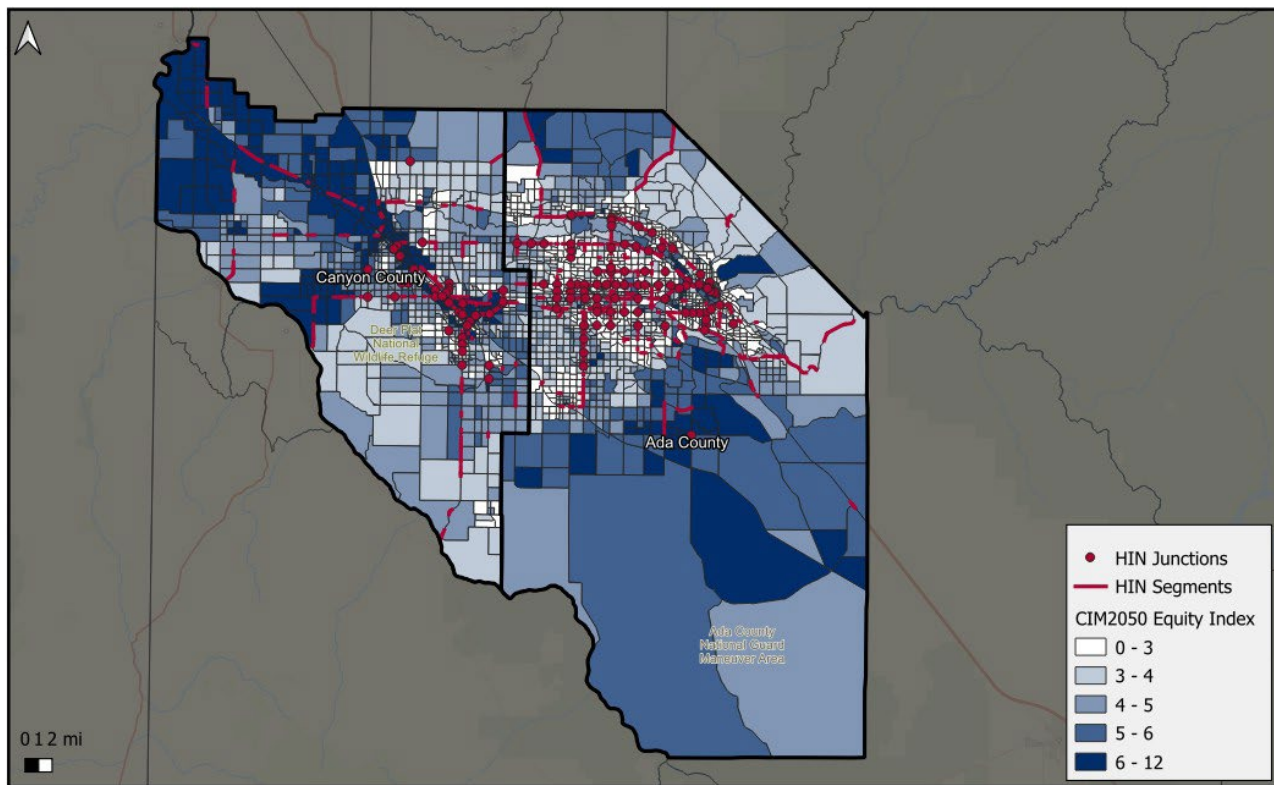 Canyon County
Deer Flat
National
Wildlife Refuge
Ada County
Ada County
National Guard
Maneuver Area
0 1 2 mi
HIN Junctions
HIN Segments
CIM2050 Equity Index
0 - 3
3 - 4
4 - 5
5 - 6
6 - 12